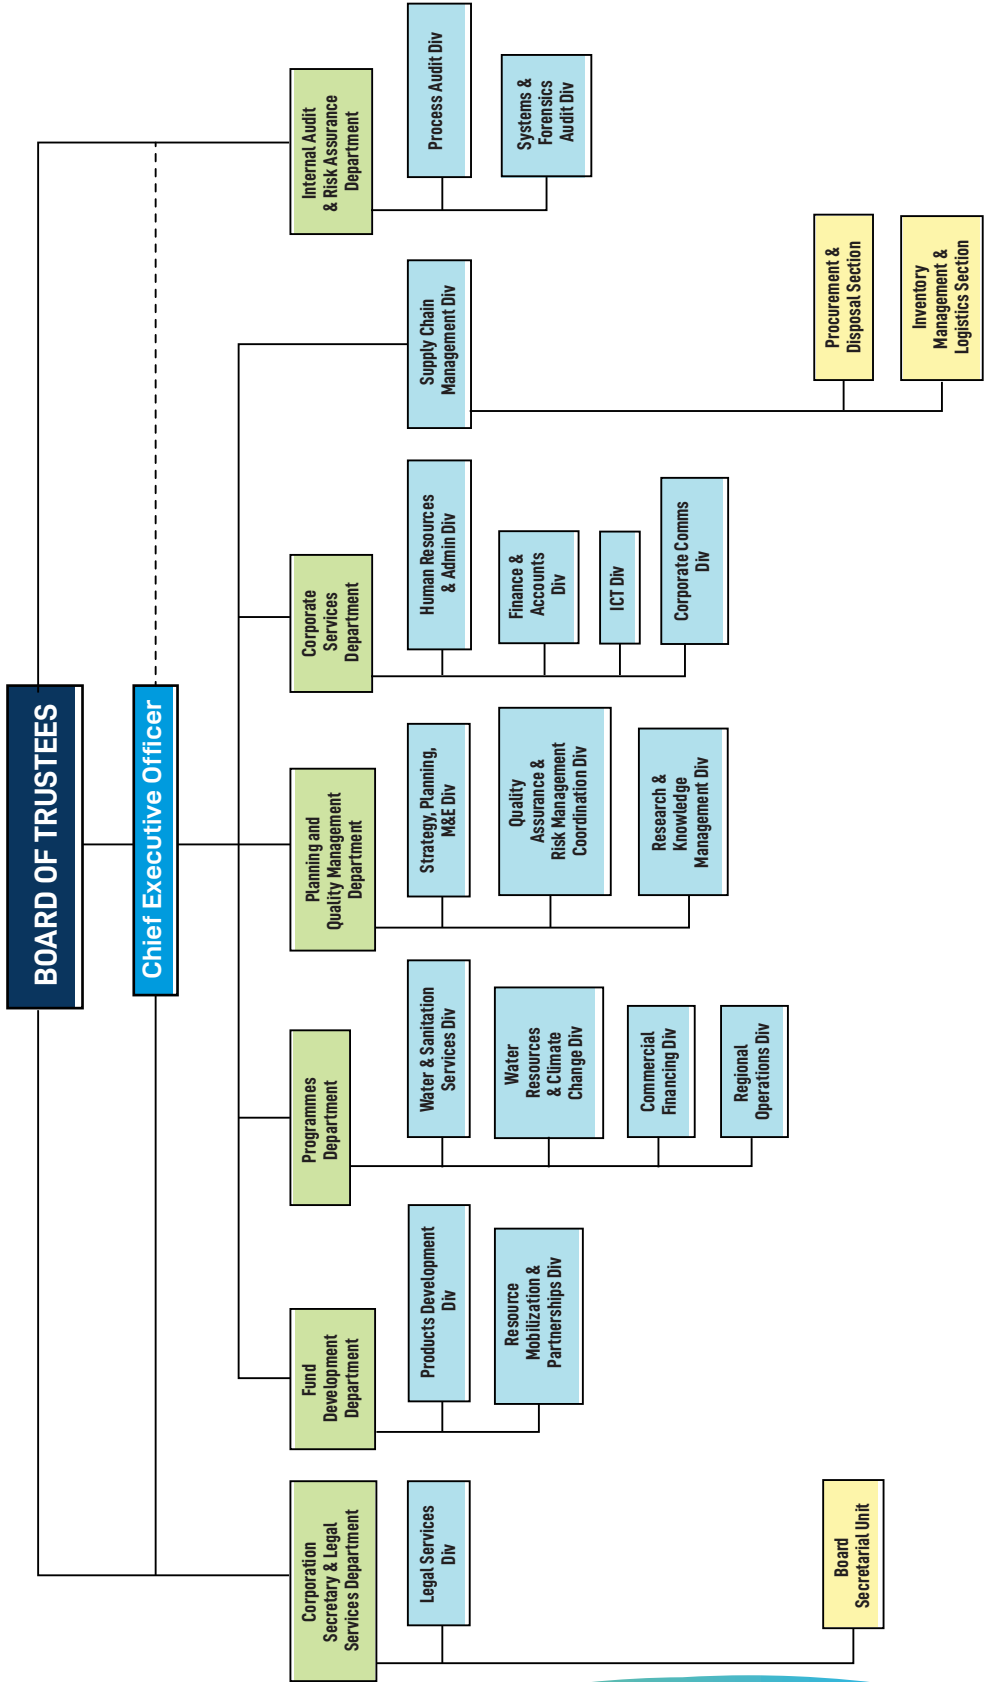 BOARD OF TRUSTEES
Chief Executive Officer
Corporation
Secretary & Legal
Services Department
Fund
Development
Department
Programmes
Department
Planning and
Quality Management
Department
Corporate
Services
Department
Internal Audit
& Risk Assurance
Department
Legal Services
Div
Products Development
Div
Water & Sanitation
Services Div
Strategy, Planning,
M&E Div
Human Resources
& Admin Div
Supply Chain
Management Div
Process Audit Div
Resource
Mobilization &
Partnerships Div
Water
Resources
& Climate
Change Div
Quality
Assurance &
Risk Management
Coordination Div
Finance &
Accounts
Div
Systems &
Forensics
Audit Div
Commercial
Financing Div
Research &
Knowledge
Management Div
ICT Div
Regional
Operations Div
Corporate Comms
Div
Board
Secretarial Unit
Procurement &
Disposal Section
Inventory
Management &
Logistics Section